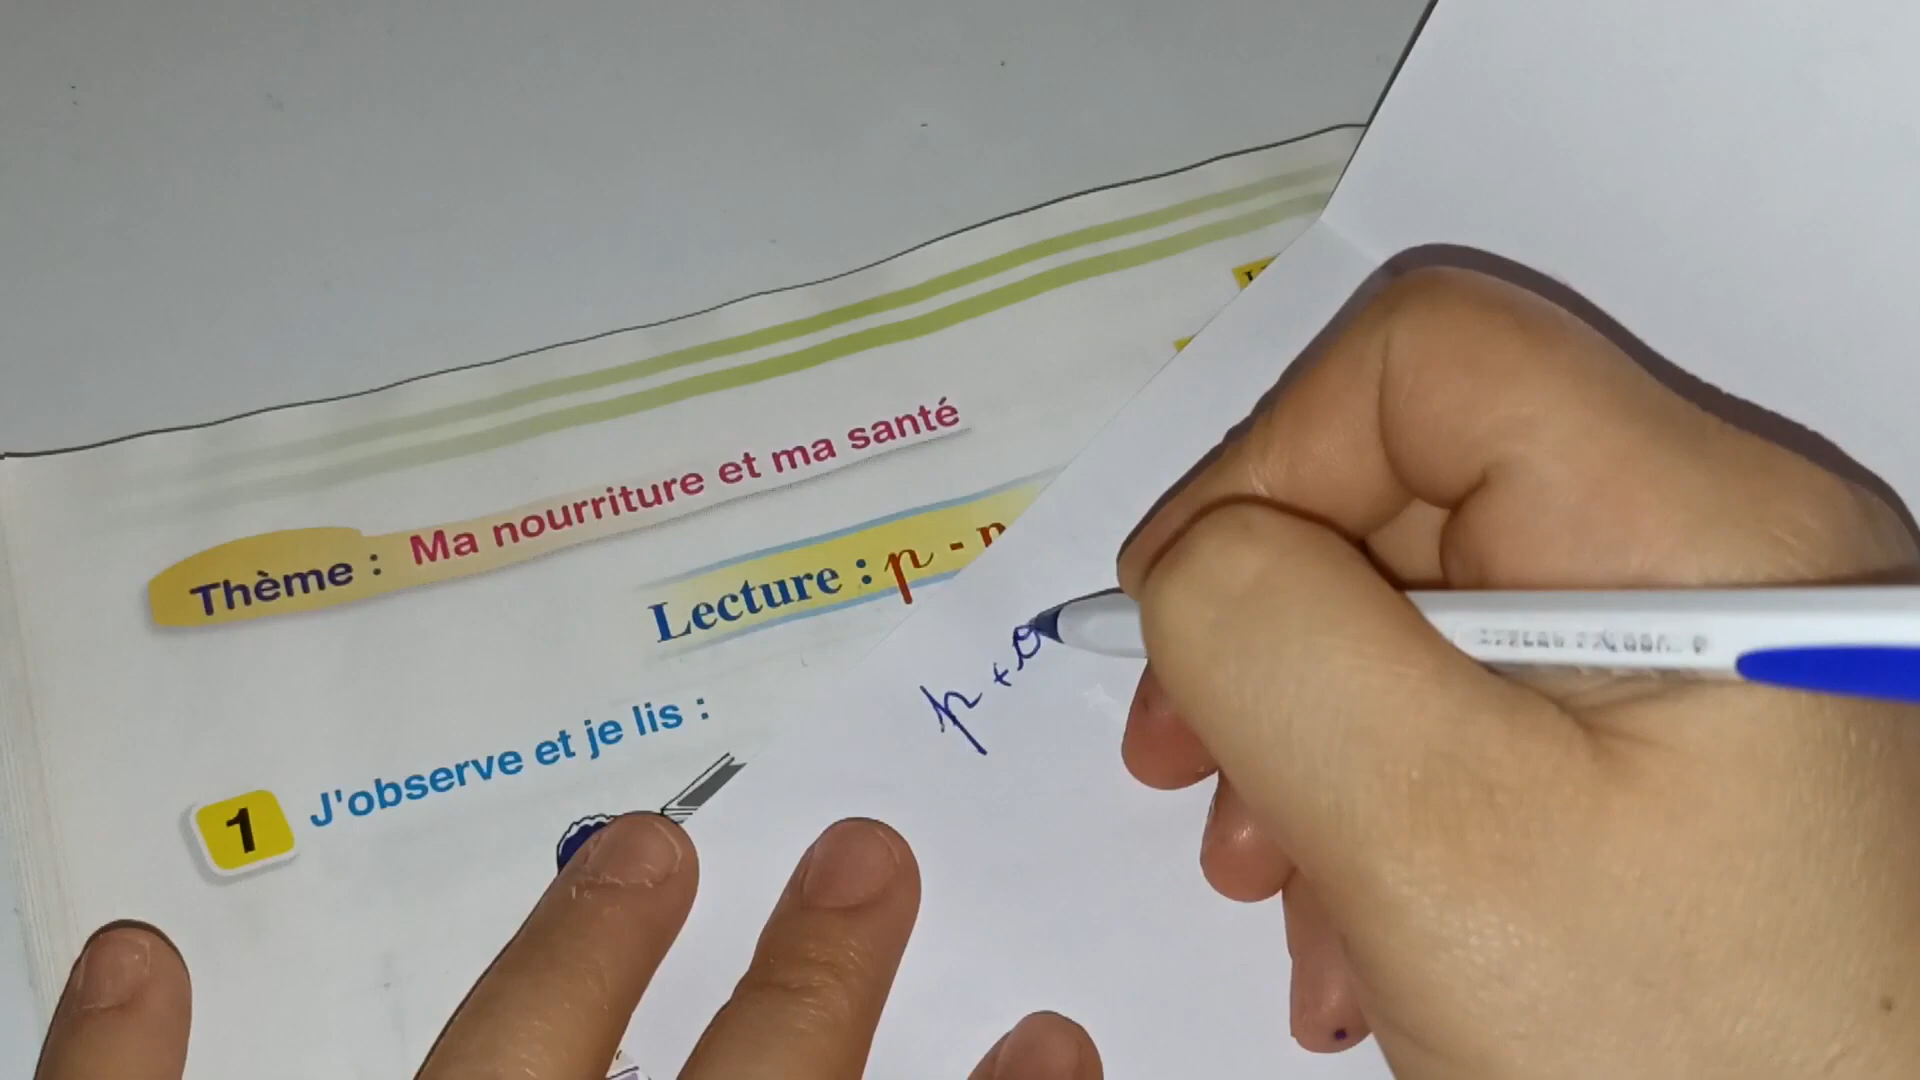 Thème : Ma nourriture et ma santé
Lecture : p - p
1 J'observe et je lis :
p + o